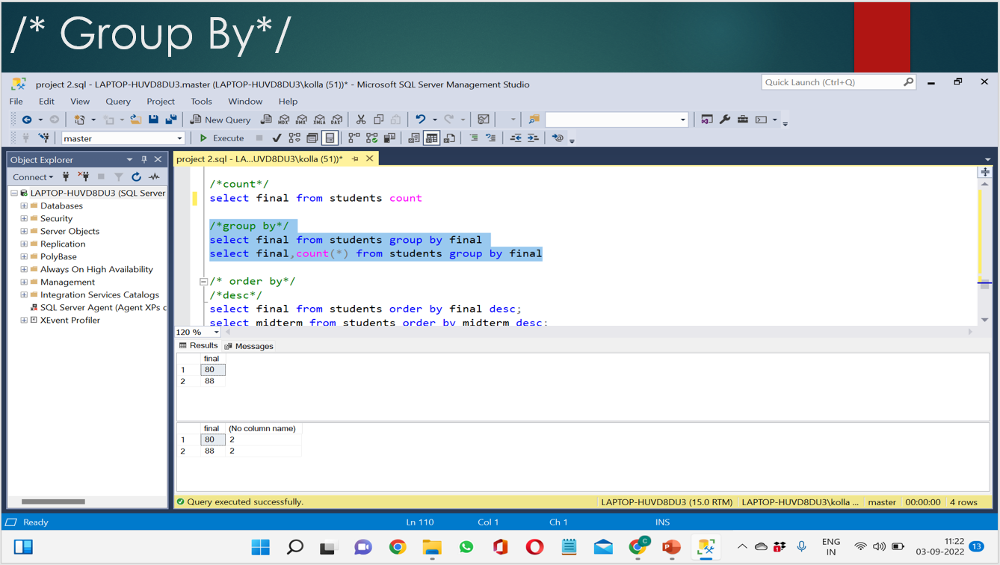 /* Group By*/
project 2.sql - LAPTOP-HUVD8DU3.master (LAPTOP-HUVD8DU3\kolla (51))* - Microsoft SQL Server Management Studio
Quick Launch (Ctrl+Q)
File Edit View Query Project Tools Window Help
New Query
MDX DMX XMLA DAX
master
Execute
Object Explorer
project 2.sql - LA...UVD8DU3\kolla (51))*
Connect
LAPTOP-HUVD8DU3 (SQL Server
Databases
Security
Server Objects
Replication
PolyBase
Always On High Availability
Management
Integration Services Catalogs
SQL Server Agent (Agent XPs c
XEvent Profiler
/*count*/
select final from students count
/*group by*/
select final from students group by final
select final,count(*) from students group by final
/* order by*/
/*desc*/
select final from students order by final desc;
select midterm from students order by midterm desc;
120 %
Results Messages
final
1 80
2 88
final (No column name)
1 80 2
2 88 2
Query executed successfully.
LAPTOP-HUVD8DU3 (15.0 RTM) LAPTOP-HUVD8DU3\kolla ... master 00:00:00 4 rows
Ready
Ln 110 Col 1 Ch 1 INS
C
1
ENG
IN
11:22
03-09-2022
13